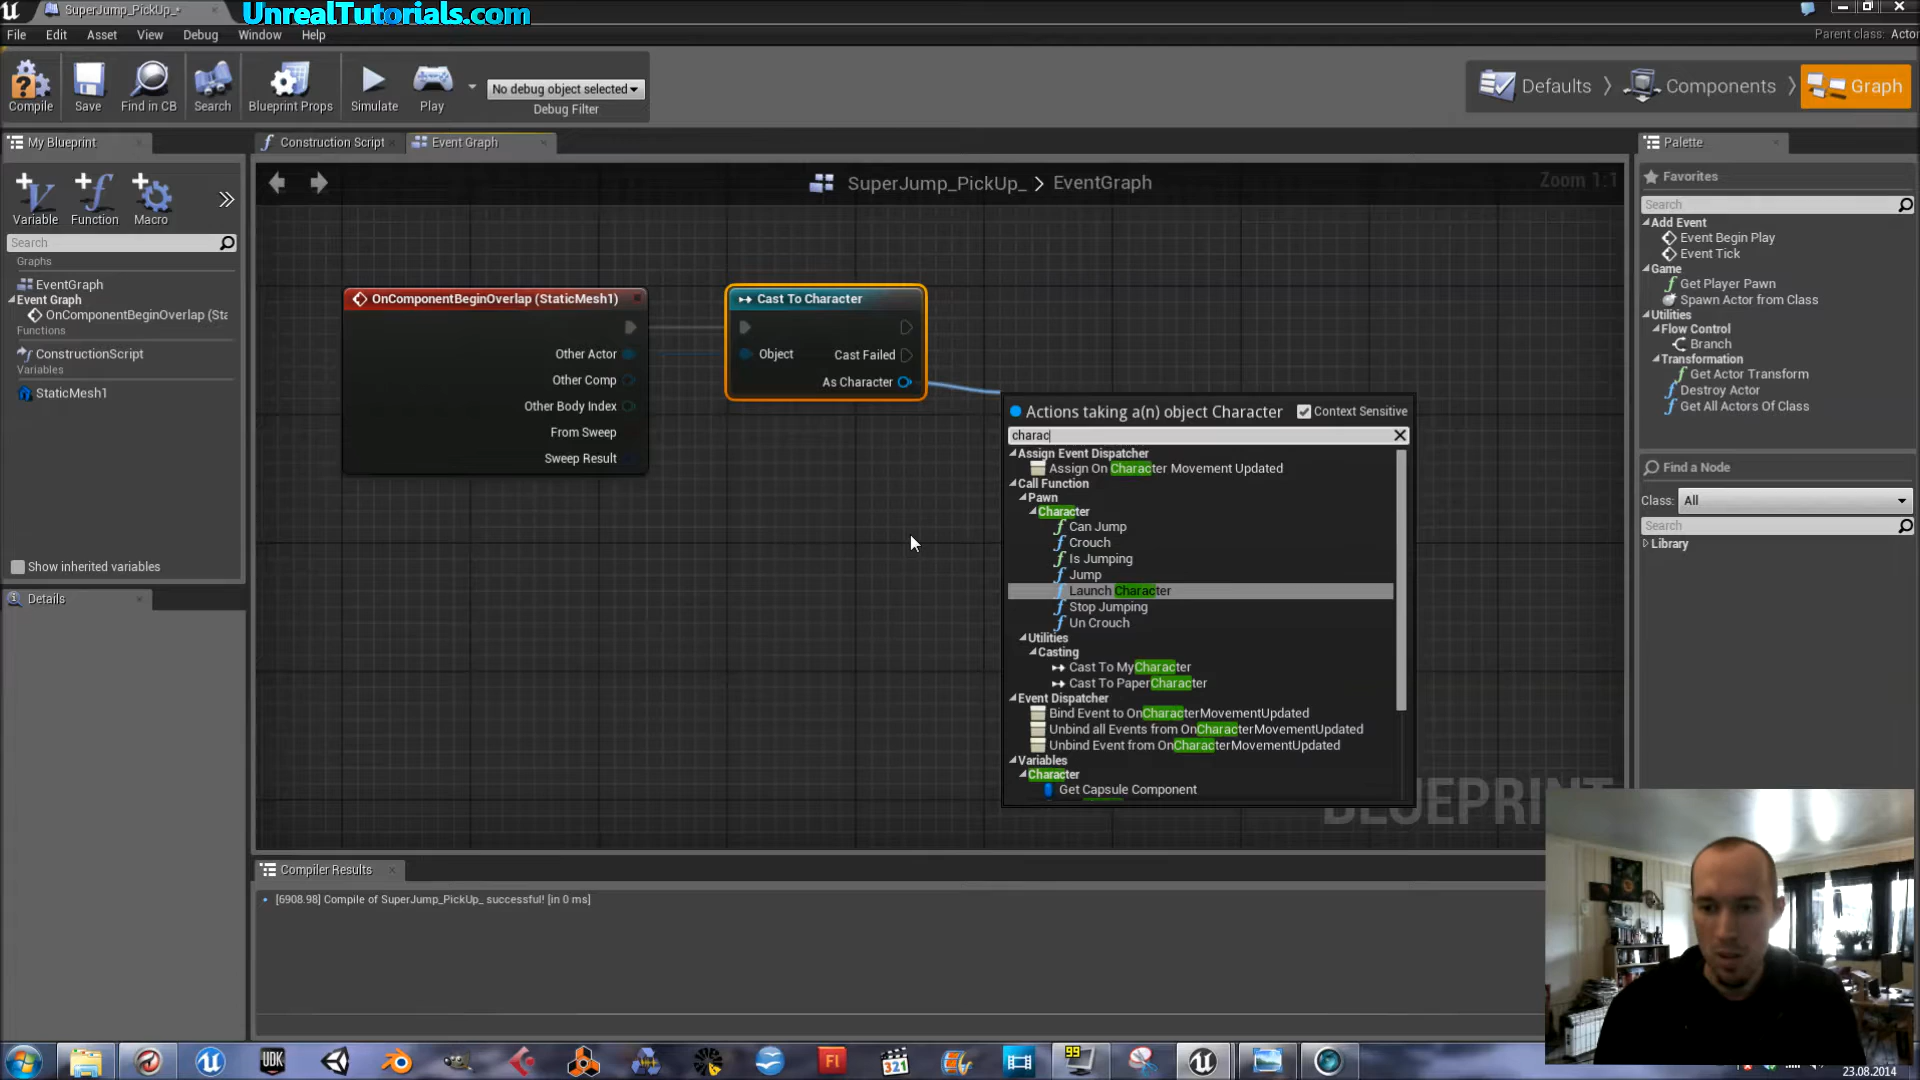 SuperJump_PickUp_*
UnrealTutorials.com
File Edit Asset View Debug Window Help
Parent class: Actor
Compile Save Find in CB Search Blueprint Props Simulate Play
No debug object selected
Debug Filter
Defaults Components Graph
My Blueprint
Variable Function Macro
Search
Graphs
EventGraph
Event Graph
OnComponentBeginOverlap (Sta
Functions
ConstructionScript
Variables
StaticMesh1
Show inherited variables
Details
Construction Script Event Graph
SuperJump_PickUp_ > EventGraph
Zoom 1:1
OnComponentBeginOverlap (StaticMesh1)
Other Actor
Other Comp
Other Body Index
From Sweep
Sweep Result
Cast To Character
Object Cast Failed
As Character
Actions taking a(n) object Character Context Sensitive
charac
Assign Event Dispatcher
Assign On Character Movement Updated
Call Function
Pawn
Character
Can Jump
Crouch
Is Jumping
Jump
Launch Character
Stop Jumping
Un Crouch
Utilities
Casting
Cast To MyCharacter
Cast To PaperCharacter
Event Dispatcher
Bind Event to OnCharacterMovementUpdated
Unbind all Events from OnCharacterMovementUpdated
Unbind Event from OnCharacterMovementUpdated
Variables
Character
Get Capsule Component
BLUEPRINT
Palette
Favorites
Search
Add Event
Event Begin Play
Event Tick
Game
Get Player Pawn
Spawn Actor from Class
Utilities
Flow Control
Branch
Transformation
Get Actor Transform
Destroy Actor
Get All Actors Of Class
Find a Node
Class: All
Search
Library
Compiler Results
[6908.98] Compile of SuperJump_PickUp_ successful! [in 0 ms]
UDK
Fl
321
99
23.08.2014